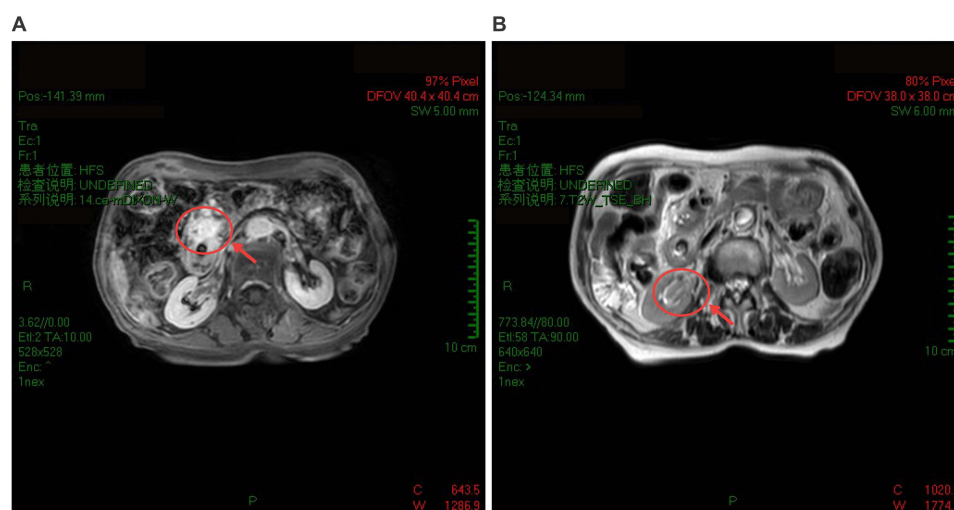 A
97% Pixel
Pos:-141.39 mm
DFOV 40.4 x 40.4 cm
SW 5.00 mm
Tra
Ec:1
Fr:1
患者位置: HFS
检查说明: UNDEFINED
系列说明: 14.ce-mDIXON-W
R
3.62//0.00
Etl:2 TA:10.00
528x528
Enc: ^
1nex
10 cm
P
C 643.5
W 1286.9
B
80% Pixe
Pos:-124.34 mm
DFOV 38.0 x 38.0 c
SW 6.00 m
Tra
Ec:1
Fr:1
患者位置: HFS
检查说明: UNDEFINED
系列说明: 7.T2W_TSE_BH
R
773.84//80.00
Etl:58 TA:90.00
640x640
Enc: >
1nex
10 cm
P
C 1020.
W 1774.